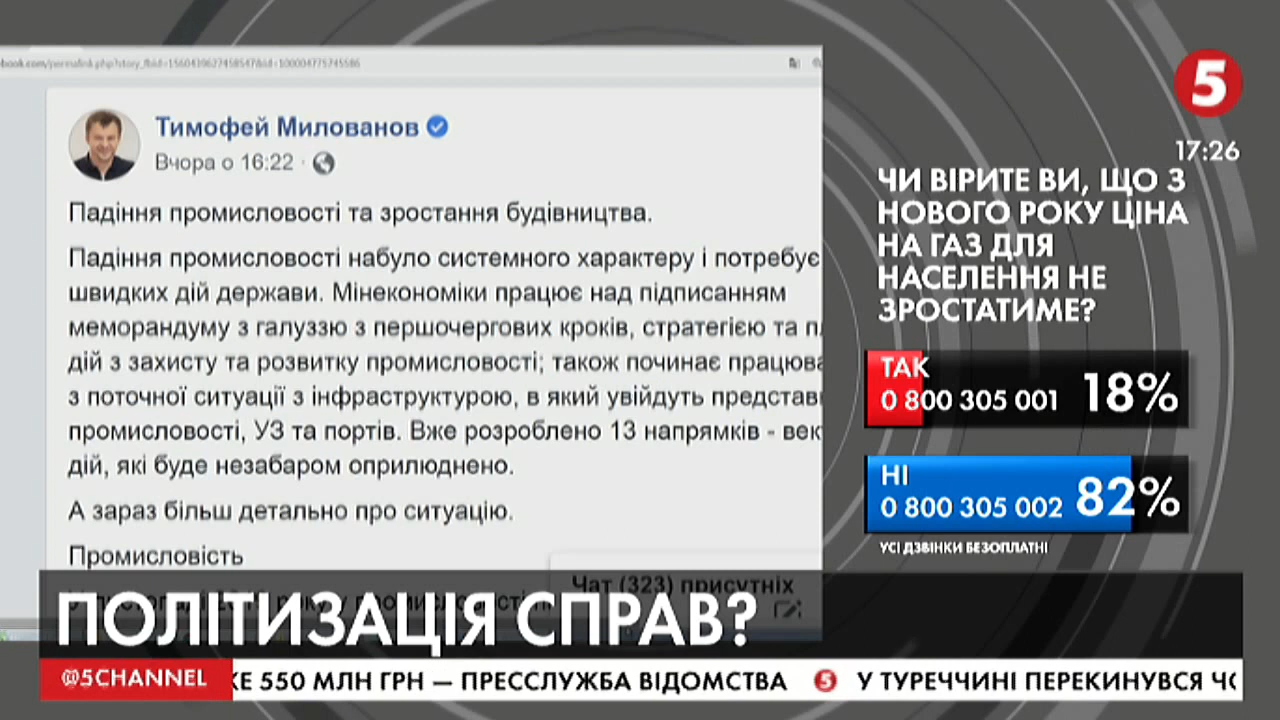 book.com/permalink.php?story_fbid=1560439627458547&id=100004775745586
Тимофей Милованов
Вчора о 16:22 ·
Падіння промисловості та зростання будівництва.
Падіння промисловості набуло системного характеру і потребує
швидких дій держави. Мінекономіки працює над підписанням
меморандуму з галуззю з першочергових кроків, стратегією та
дій з захисту та розвитку промисловості; також починає
з поточної ситуації з інфраструктурою, в який увійдуть
промисловості, УЗ та портів. Вже розроблено 13 напрямків -
дій, які буде незабаром оприлюднено.
А зараз більш детально про ситуацію.
Промисловість
Чат (323) присутніх
5
17:26
ЧИ ВІРИТЕ ВИ, ЩО З
НОВОГО РОКУ ЦІНА
НА ГАЗ ДЛЯ
НАСЕЛЕННЯ НЕ
ЗРОСТАТИМЕ?
ТАК
0 800 305 001 18%
НІ
0 800 305 002 82%
УСІ ДЗВІНКИ БЕЗОПЛАТНІ
ПОЛІТИЗАЦІЯ СПРАВ?
@5CHANNEL КЕ 550 МЛН ГРН — ПРЕССЛУЖБА ВІДОМСТВА 5 У ТУРЕЧЧИНІ ПЕРЕКИНУВСЯ